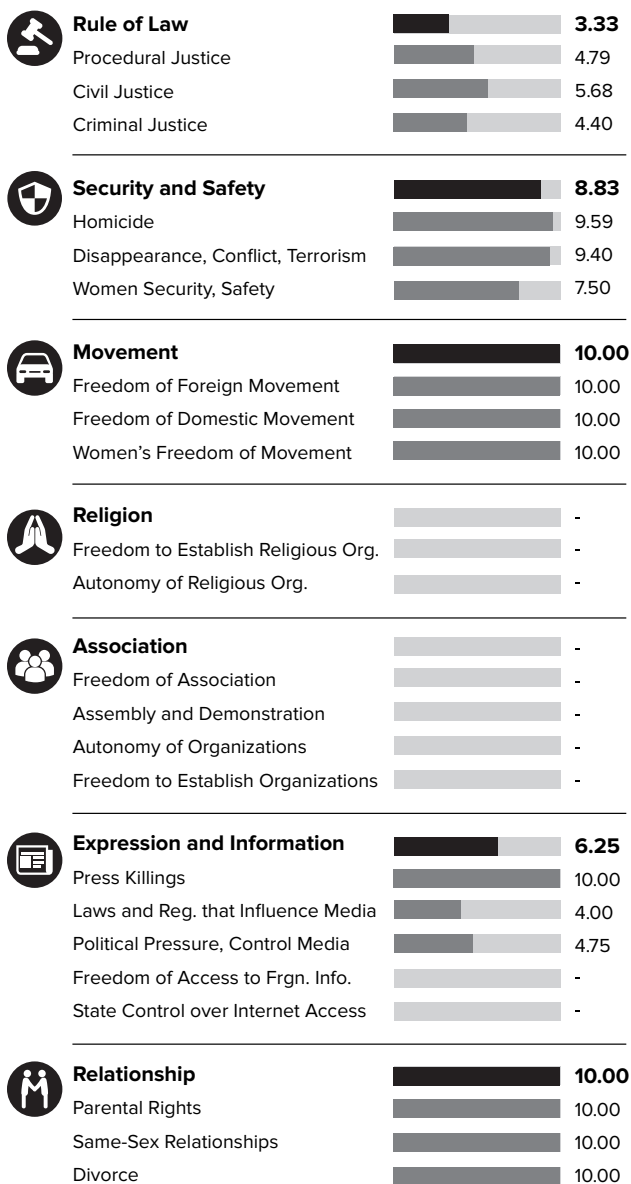 Rule of Law 3.33
Procedural Justice 4.79
Civil Justice 5.68
Criminal Justice 4.40
Security and Safety 8.83
Homicide 9.59
Disappearance, Conflict, Terrorism 9.40
Women Security, Safety 7.50
Movement 10.00
Freedom of Foreign Movement 10.00
Freedom of Domestic Movement 10.00
Women’s Freedom of Movement 10.00
Religion -
Freedom to Establish Religious Org. -
Autonomy of Religious Org. -
Association -
Freedom of Association -
Assembly and Demonstration -
Autonomy of Organizations -
Freedom to Establish Organizations -
Expression and Information 6.25
Press Killings 10.00
Laws and Reg. that Influence Media 4.00
Political Pressure, Control Media 4.75
Freedom of Access to Frgn. Info. -
State Control over Internet Access -
Relationship 10.00
Parental Rights 10.00
Same-Sex Relationships 10.00
Divorce 10.00